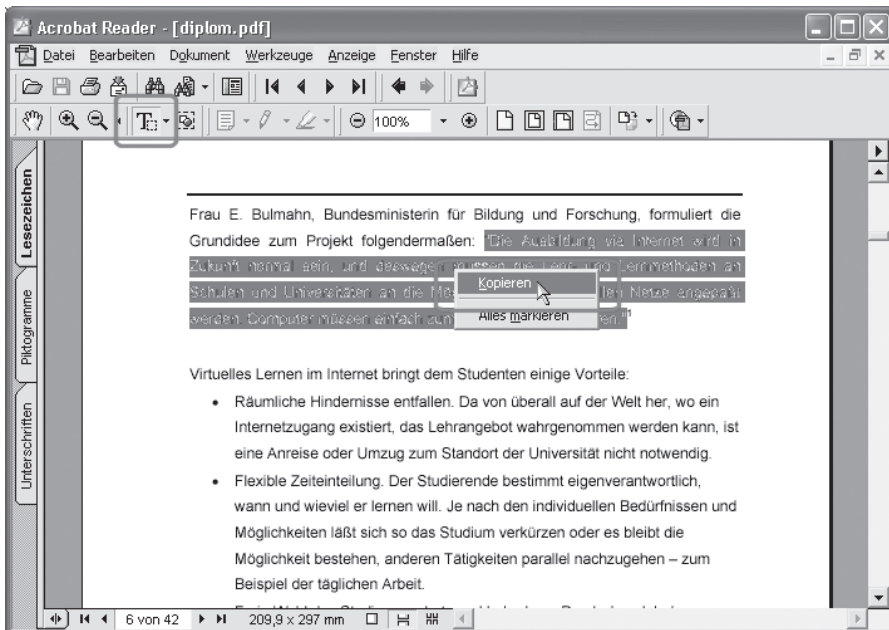 Acrobat Reader - [diplom.pdf]
Datei Bearbeiten Dokument Werkzeuge Anzeige Fenster Hilfe
100%
Lesezeichen
Piktogramme
Unterschriften
Frau E. Bulmahn, Bundesministerin für Bildung und Forschung, formuliert die
Grundidee zum Projekt folgendermaßen: "Die Ausbildung via Internet wird in
Zukunft normal sein, und deswegen müssen die Lehr- und Lernmethoden an
Schulen und Universitäten an die len Netze angepaßt
werden. Computer müssen einfach zum en."1
Kopieren
Alles markieren
Virtuelles Lernen im Internet bringt dem Studenten einige Vorteile:
• Räumliche Hindernisse entfallen. Da von überall auf der Welt her, wo ein
Internetzugang existiert, das Lehrangebot wahrgenommen werden kann, ist
eine Anreise oder Umzug zum Standort der Universität nicht notwendig.
• Flexible Zeiteinteilung. Der Studierende bestimmt eigenverantwortlich,
wann und wieviel er lernen will. Je nach den individuellen Bedürfnissen und
Möglichkeiten läßt sich so das Studium verkürzen oder es bleibt die
Möglichkeit bestehen, anderen Tätigkeiten parallel nachzugehen – zum
Beispiel der täglichen Arbeit.
6 von 42 209,9 x 297 mm